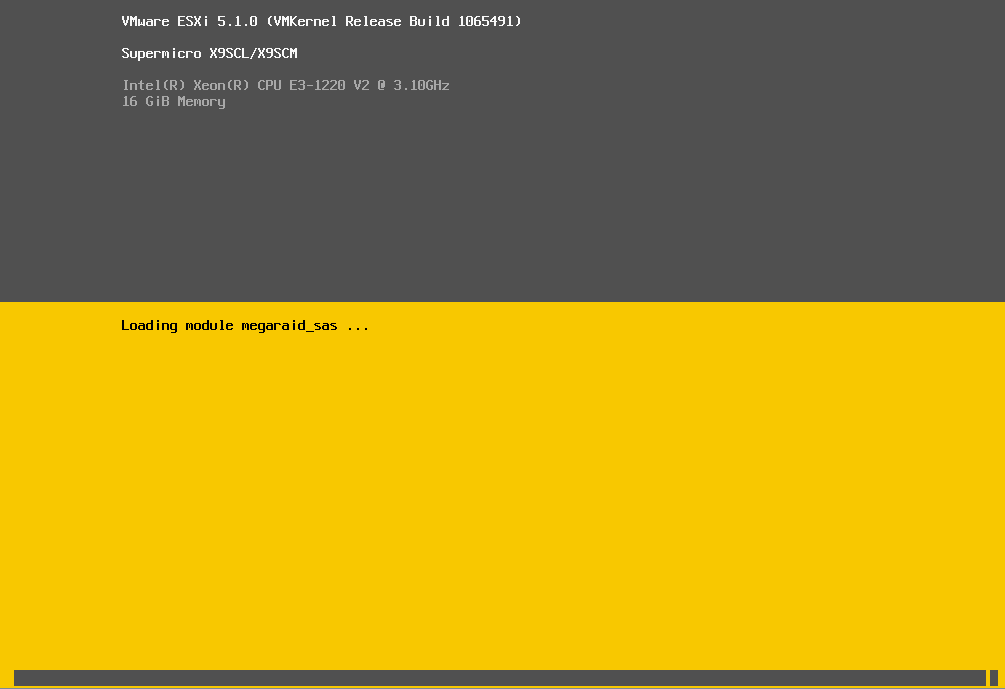 VMware ESXi 5.1.0 (VMKernel Release Build 1065491)
Supermicro X9SCL/X9SCM
Intel(R) Xeon(R) CPU E3-1220 V2 @ 3.10GHz
16 GiB Memory
Loading module megaraid_sas ...